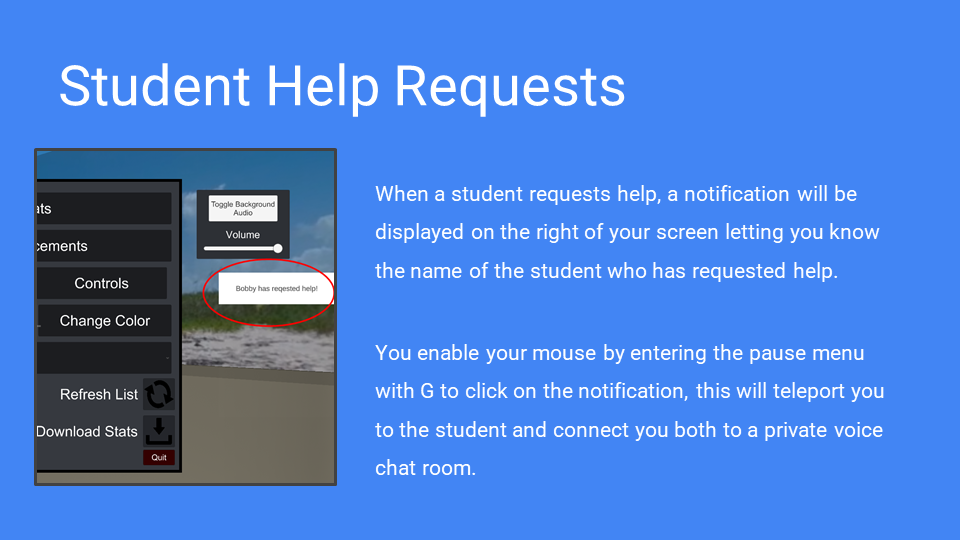 Student Help Requests
ats
cements
Controls
Change Color
Refresh List
Download Stats
Quit
Toggle Background
Audio
Volume
Bobby has reqested help!
When a student requests help, a notification will be
displayed on the right of your screen letting you know
the name of the student who has requested help.
You enable your mouse by entering the pause menu
with G to click on the notification, this will teleport you
to the student and connect you both to a private voice
chat room.